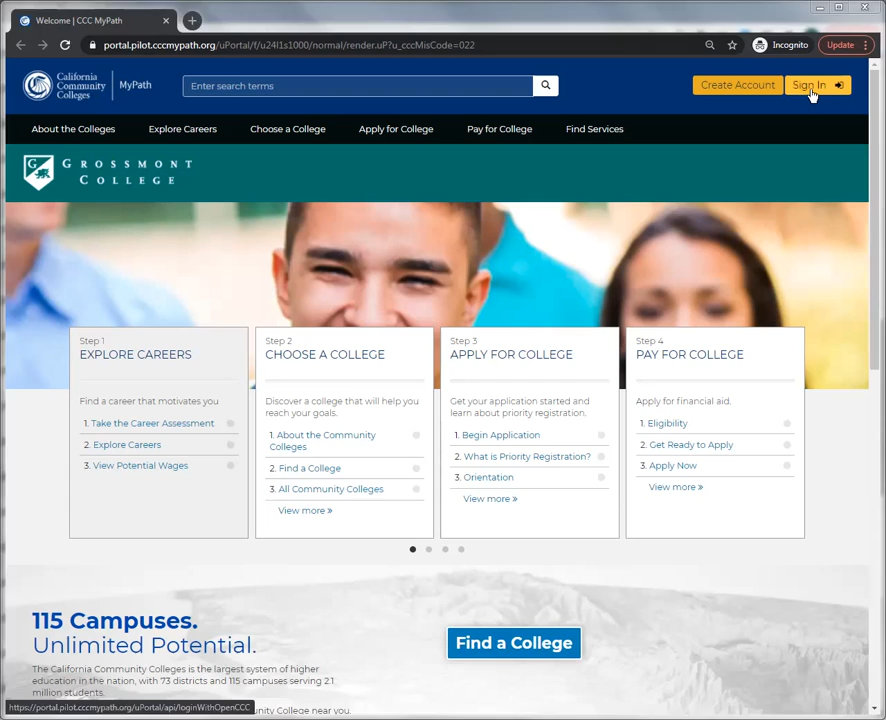 Welcome | CCC MyPath
portal.pilot.cccmypath.org/uPortal/f/u24l1s1000/normal/render.uP?u_cccMisCode=022
Incognito
Update
California
Community
Colleges
MyPath
Enter search terms
Create Account
Sign In
About the Colleges
Explore Careers
Choose a College
Apply for College
Pay for College
Find Services
G
GROSSMONT
COLLEGE
Step 1
EXPLORE CAREERS
Find a career that motivates you
1. Take the Career Assessment
2. Explore Careers
3. View Potential Wages
Step 2
CHOOSE A COLLEGE
Discover a college that will help you
reach your goals.
1. About the Community
Colleges
2. Find a College
3. All Community Colleges
View more »
Step 3
APPLY FOR COLLEGE
Get your application started and
learn about priority registration.
1. Begin Application
2. What is Priority Registration?
3. Orientation
View more »
Step 4
PAY FOR COLLEGE
Apply for financial aid.
1. Eligibility
2. Get Ready to Apply
3. Apply Now
View more »
115 Campuses.
Unlimited Potential.
The California Community Colleges is the largest system of higher
education in the nation, with 73 districts and 115 campuses serving 2.1
million students.
mmunity College near you.
Find a College
https://portal.pilot.cccmypath.org/uPortal/api/loginWithOpenCCC